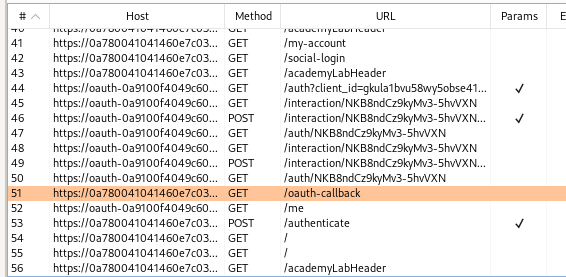 # Host Method URL Params E
40 https://0a780041041460e7c03... GET /academyLabHeader
41 https://0a780041041460e7c03... GET /my-account
42 https://0a780041041460e7c03... GET /social-login
43 https://0a780041041460e7c03... GET /academyLabHeader
44 https://oauth-0a9100f4049c60... GET /auth?client_id=gkula1bvu58wy5obse41... ✓
45 https://oauth-0a9100f4049c60... GET /interaction/NKB8ndCz9kyMv3-5hvVXN
46 https://oauth-0a9100f4049c60... POST /interaction/NKB8ndCz9kyMv3-5hvVXN... ✓
47 https://oauth-0a9100f4049c60... GET /auth/NKB8ndCz9kyMv3-5hvVXN
48 https://oauth-0a9100f4049c60... GET /interaction/NKB8ndCz9kyMv3-5hvVXN
49 https://oauth-0a9100f4049c60... POST /interaction/NKB8ndCz9kyMv3-5hvVXN...
50 https://oauth-0a9100f4049c60... GET /auth/NKB8ndCz9kyMv3-5hvVXN
51 https://0a780041041460e7c03... GET /oauth-callback
52 https://oauth-0a9100f4049c60... GET /me
53 https://0a780041041460e7c03... POST /authenticate ✓
54 https://0a780041041460e7c03... GET /
55 https://0a780041041460e7c03... GET /
56 https://0a780041041460e7c03... GET /academyLabHeader